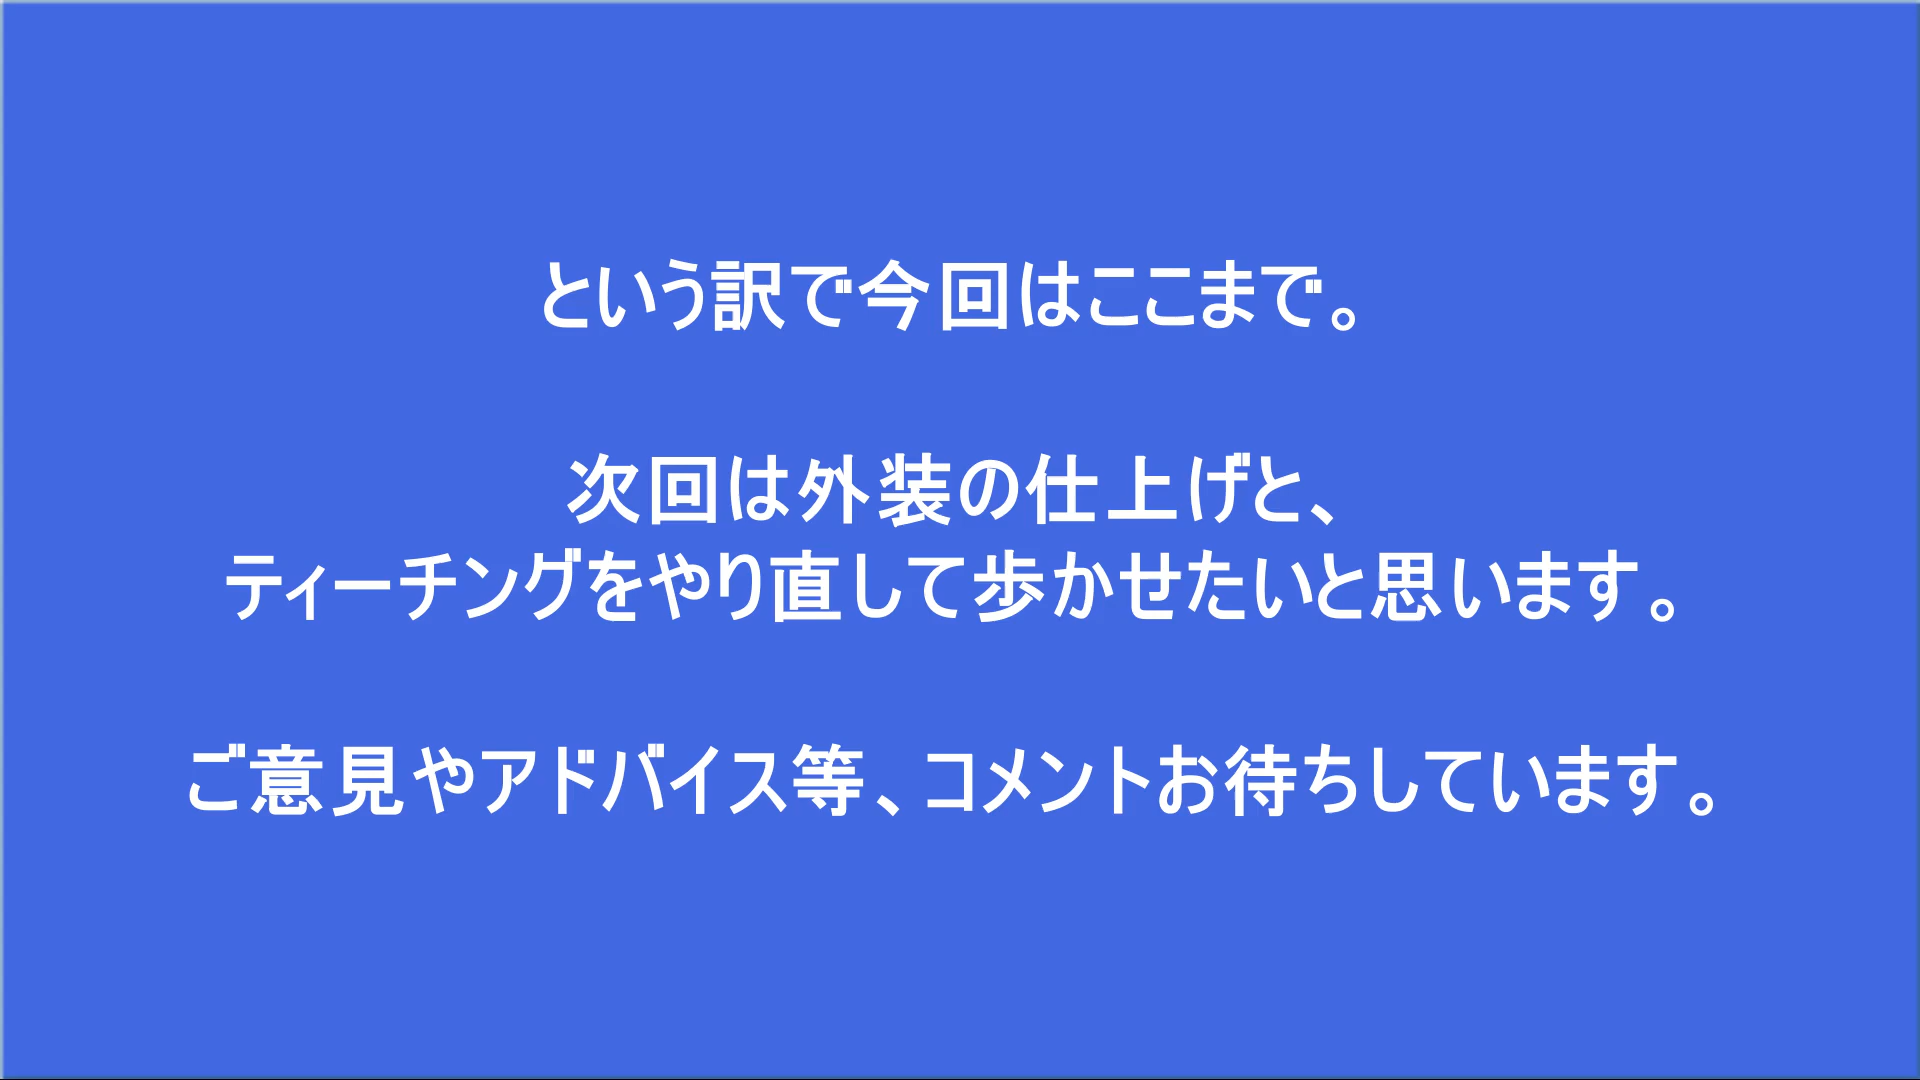 という訳で今回はここまで。
次回は外装の仕上げと、
ティーチングをやり直して歩かせたいと思います。
ご意見やアドバイス等、コメントお待ちしています。